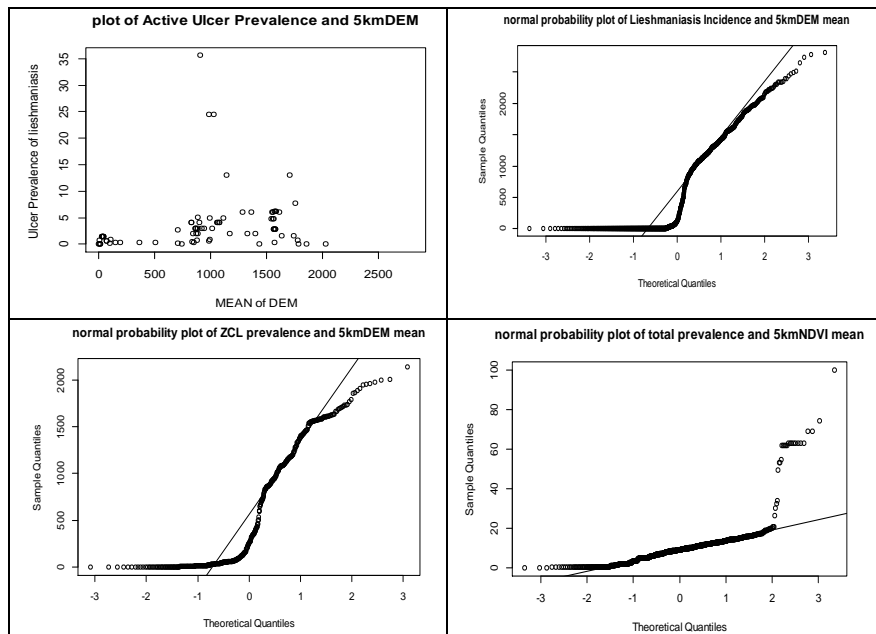 plot of Active Ulcer Prevalence and 5kmDEM
Ulcer Prevalence of lieshmaniasis
35
30
25
20
15
10
5
0
0 500 1000 1500 2000 2500
MEAN of DEM
normal probability plot of Lieshmaniasis Incidence and 5kmDEM mean
Sample Quantiles
2000
1000
600
0
-3 -2 -1 0 1 2 3
Theoretical Quantiles
normal probability plot of ZCL prevalence and 5kmDEM mean
Sample Quantiles
2000
1500
1000
500
0
-3 -2 -1 0 1 2 3
Theoretical Quantiles
normal probability plot of total prevalence and 5kmNDVI mean
Sample Quantiles
100
80
60
40
20
0
-3 -2 -1 0 1 2 3
Theoretical Quantiles